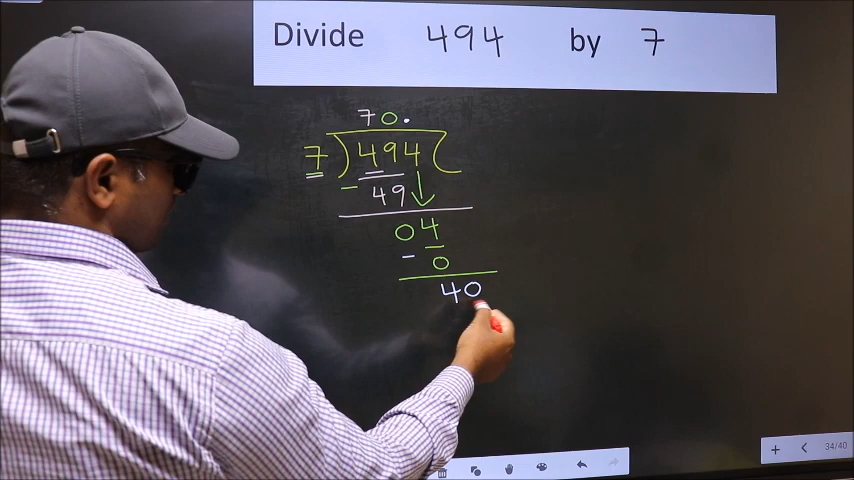 Divide 494 by 7
70.
7 ) 494 (
- 49 ↓
04
- 0
40
34/40